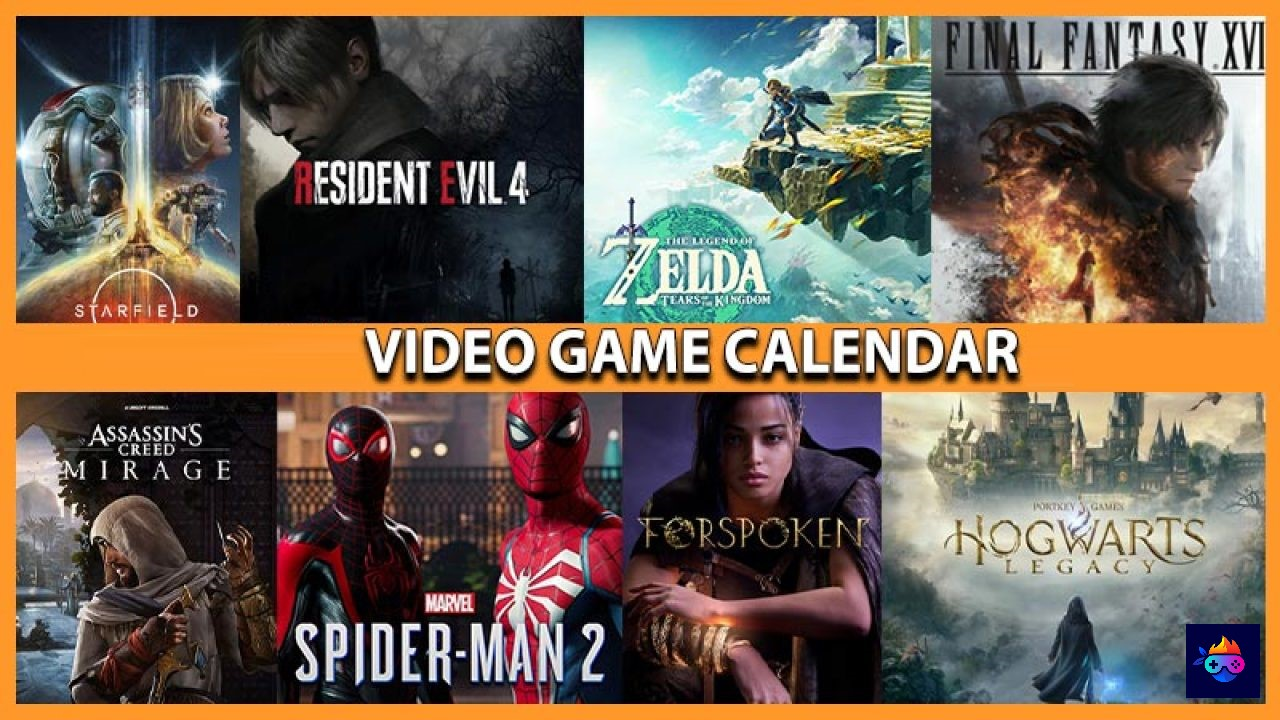 STARFIELD
RESIDENT EVIL 4
THE LEGEND OF
ZELDA
TEARS OF THE KINGDOM
FINAL FANTASY XVI
VIDEO GAME CALENDAR
A UBISOFT ORIGINAL
ASSASSIN'S
CREED
MIRAGE
MARVEL
SPIDER-MAN 2
FORSPOKEN
PORTKEY GAMES
HOGWARTS
LEGACY